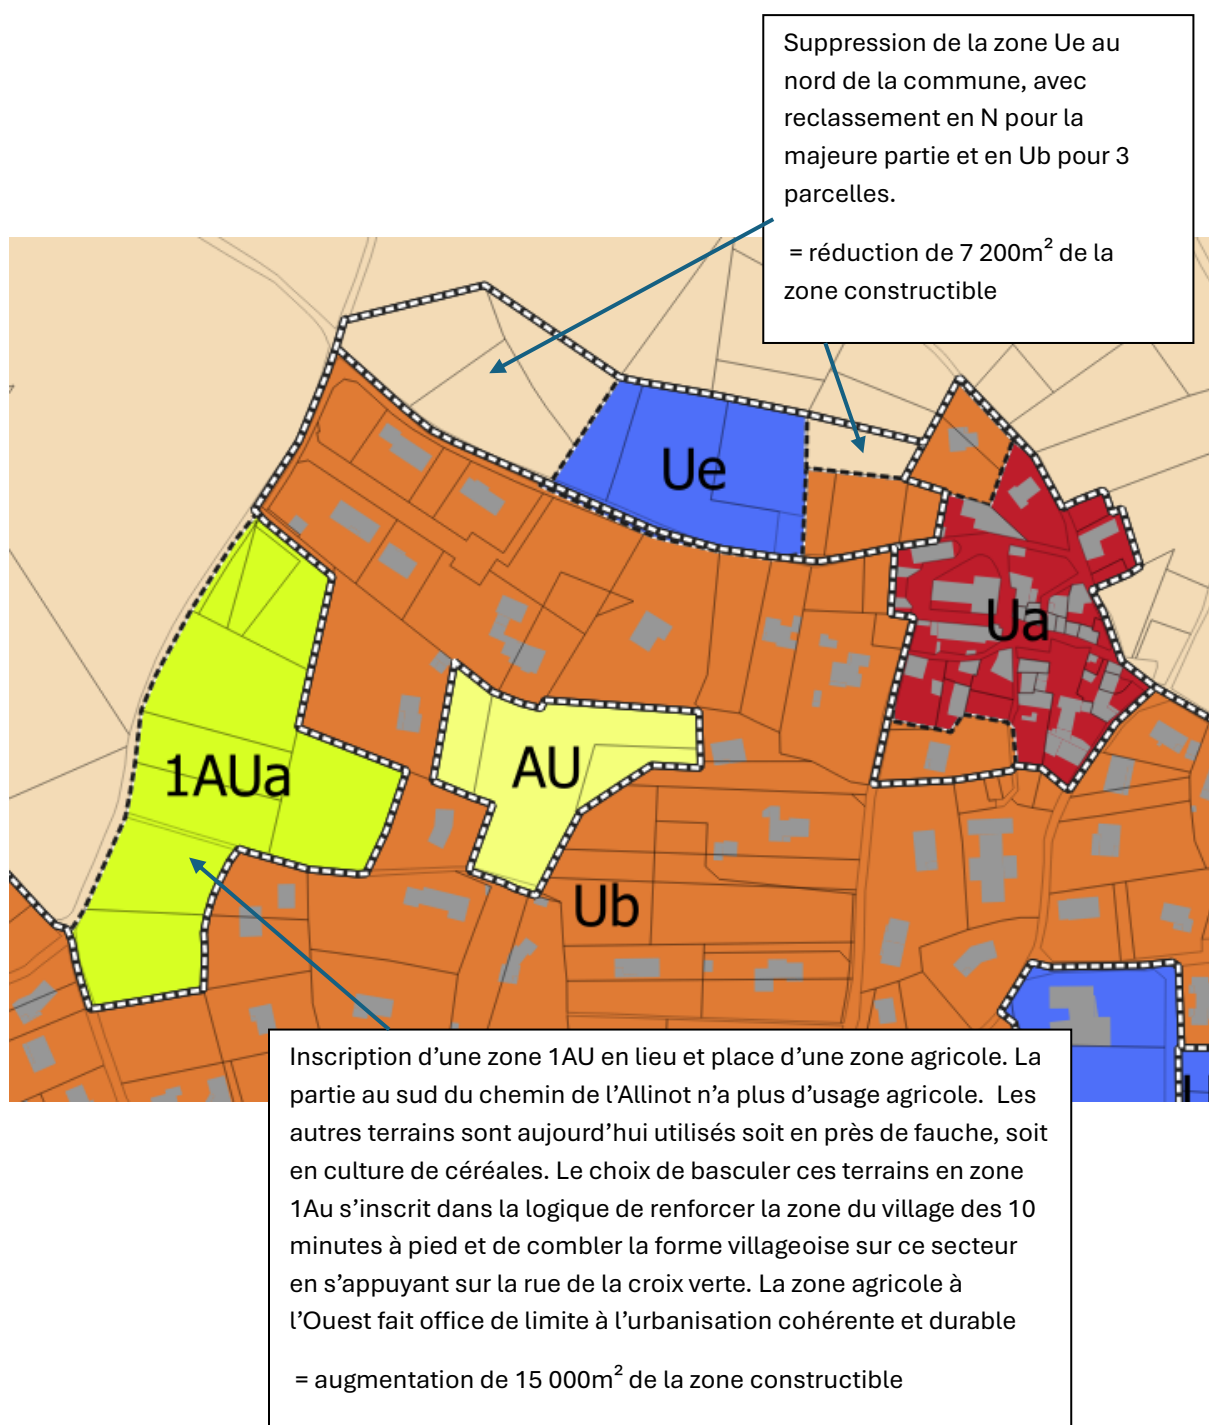 Suppression de la zone Ue au
nord de la commune, avec
reclassement en N pour la
majeure partie et en Ub pour 3
parcelles.
= réduction de 7 200m² de la
zone constructible
Ue
Ua
1AUa
AU
Ub
Inscription d’une zone 1AU en lieu et place d’une zone agricole. La
partie au sud du chemin de l’Allinot n’a plus d’usage agricole. Les
autres terrains sont aujourd’hui utilisés soit en près de fauche, soit
en culture de céréales. Le choix de basculer ces terrains en zone
1Au s’inscrit dans la logique de renforcer la zone du village des 10
minutes à pied et de combler la forme villageoise sur ce secteur
en s’appuyant sur la rue de la croix verte. La zone agricole à
l’Ouest fait office de limite à l’urbanisation cohérente et durable
= augmentation de 15 000m² de la zone constructible